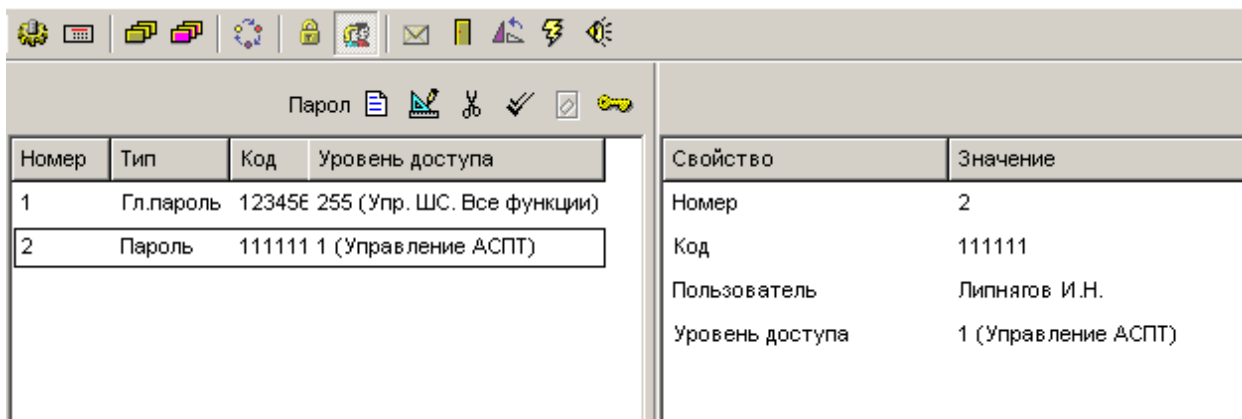 Парол
Номер Тип Код Уровень доступа
1 Гл.пароль 123456 255 (Упр. ШС. Все функции)
2 Пароль 111111 1 (Управление АСПТ)
Свойство Значение
Номер 2
Код 111111
Пользователь Липнягов И.Н.
Уровень доступа 1 (Управление АСПТ)